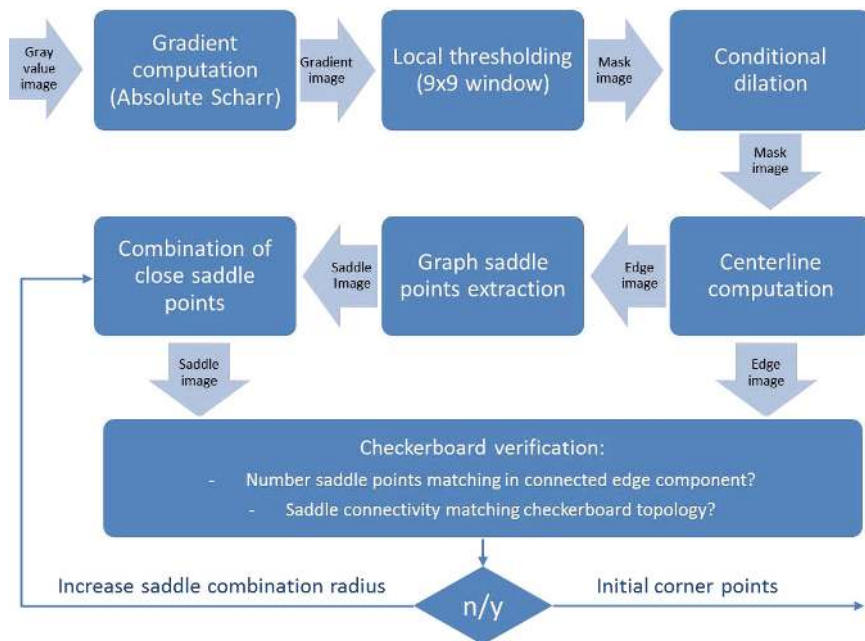 Gray
value
image
Gradient
computation
(Absolute Scharr)
Gradient
image
Local thresholding
(9x9 window)
Mask
image
Conditional
dilation
Mask
image
Centerline
computation
Edge
image
Graph saddle
points extraction
Saddle
Image
Combination of
close saddle
points
Saddle
image
Edge
image
Checkerboard verification:
- Number saddle points matching in connected edge component?
- Saddle connectivity matching checkerboard topology?
Increase saddle combination radius
n/y
Initial corner points